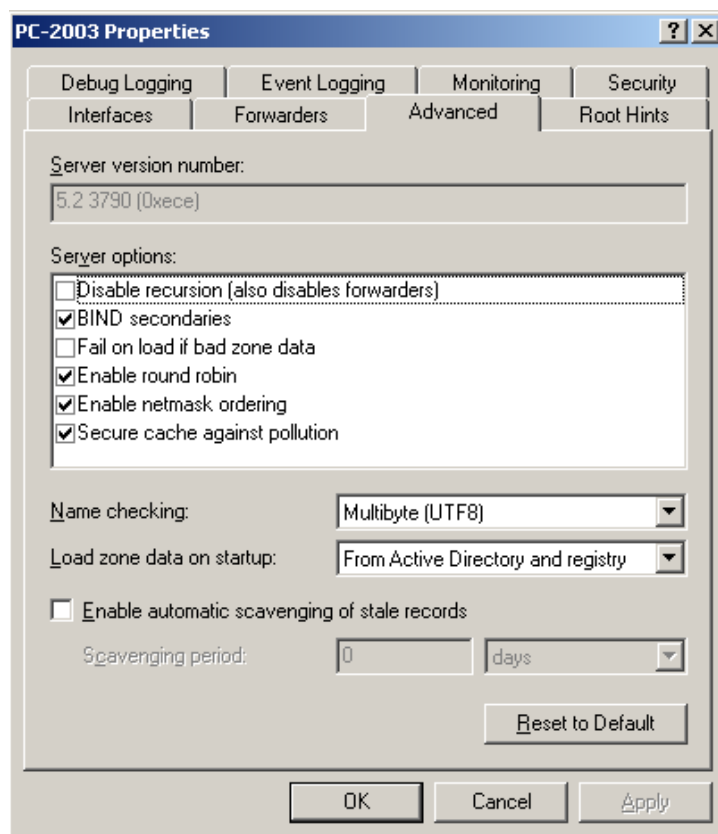 PC-2003 Properties
Debug Logging Event Logging Monitoring Security
Interfaces Forwarders Advanced Root Hints
Server version number:
5.2 3790 (0xece)
Server options:
Disable recursion (also disables forwarders)
BIND secondaries
Fail on load if bad zone data
Enable round robin
Enable netmask ordering
Secure cache against pollution
Name checking: Multibyte (UTF8)
Load zone data on startup: From Active Directory and registry
Enable automatic scavenging of stale records
Scavenging period: 0 days
Reset to Default
OK Cancel Apply